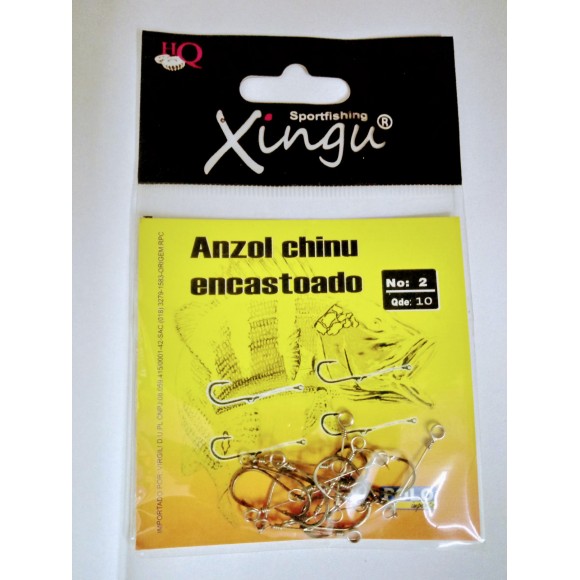 HQ
Sportfishing
Xingu®
Anzol chinu
encastoado
No: 2
Qde: 10